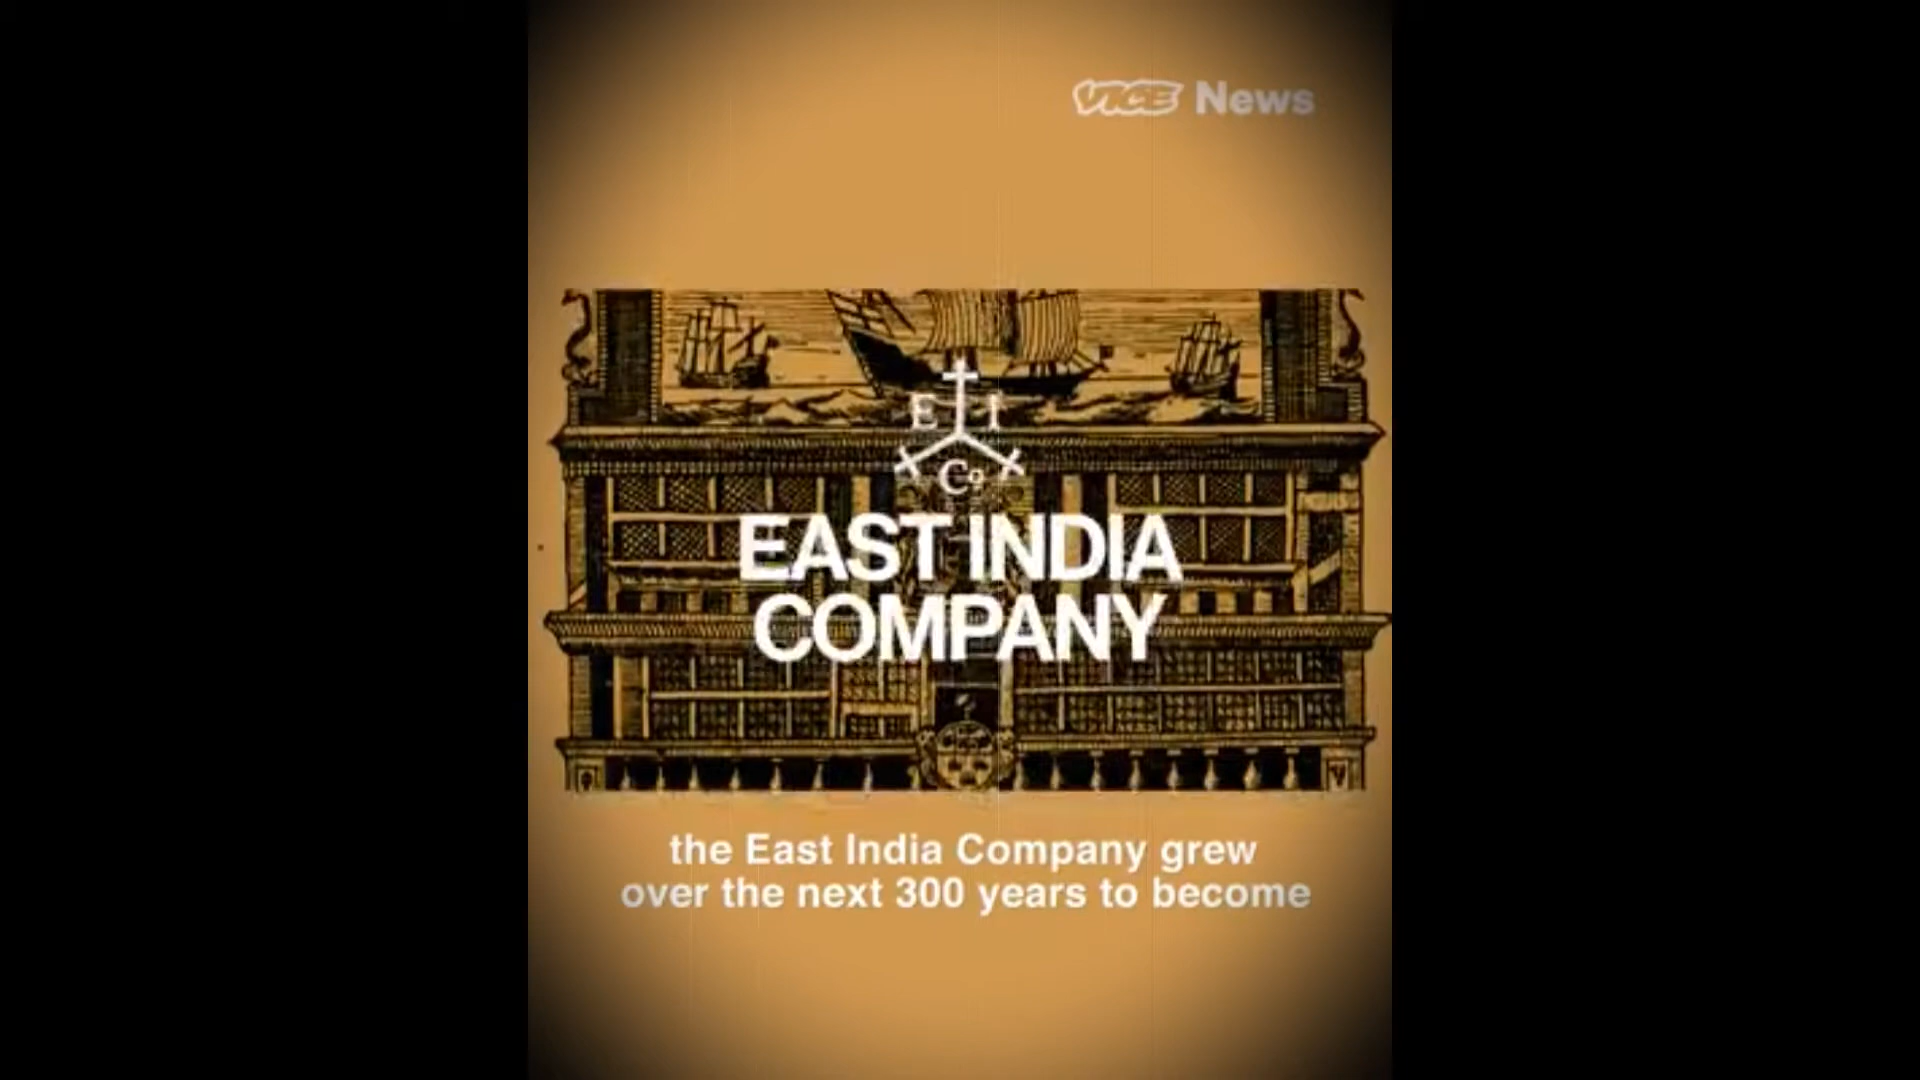 VICE News
E I
Co
EAST INDIA
COMPANY
the East India Company grew
over the next 300 years to become